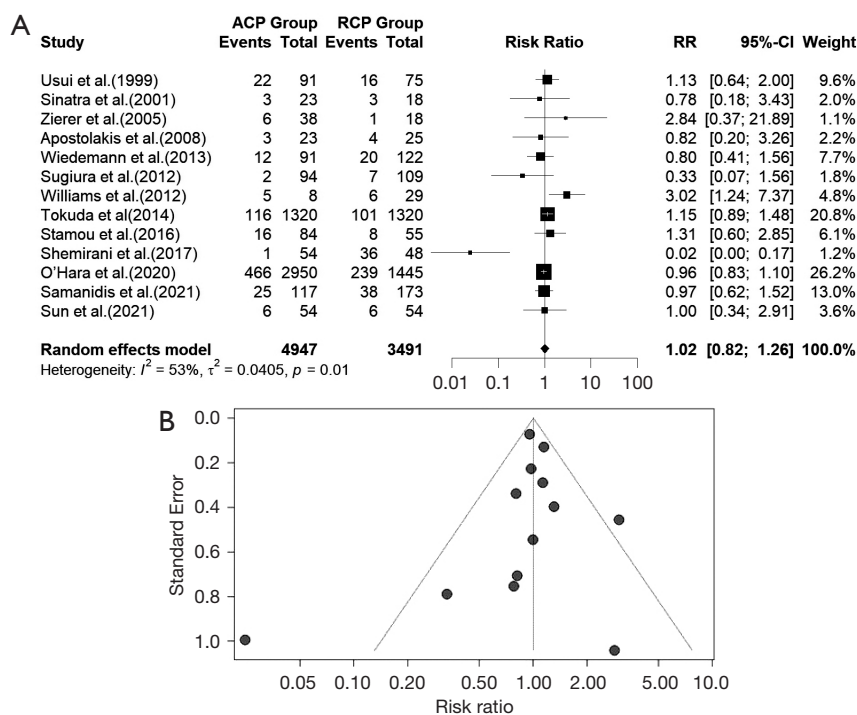 A
ACP Group RCP Group
Study Events Total Events Total Risk Ratio RR 95%-CI Weight
Usui et al.(1999) 22 91 16 75 1.13 [0.64; 2.00] 9.6%
Sinatra et al.(2001) 3 23 3 18 0.78 [0.18; 3.43] 2.0%
Zierer et al.(2005) 6 38 1 18 2.84 [0.37; 21.89] 1.1%
Apostolakis et al.(2008) 3 23 4 25 0.82 [0.20; 3.26] 2.2%
Wiedemann et al.(2013) 12 91 20 122 0.80 [0.41; 1.56] 7.7%
Sugiura et al.(2012) 2 94 7 109 0.33 [0.07; 1.56] 1.8%
Williams et al.(2012) 5 8 6 29 3.02 [1.24; 7.37] 4.8%
Tokuda et al(2014) 116 1320 101 1320 1.15 [0.89; 1.48] 20.8%
Stamou et al.(2016) 16 84 8 55 1.31 [0.60; 2.85] 6.1%
Shemirani et al.(2017) 1 54 36 48 0.02 [0.00; 0.17] 1.2%
O'Hara et al.(2020) 466 2950 239 1445 0.96 [0.83; 1.10] 26.2%
Samanidis et al.(2021) 25 117 38 173 0.97 [0.62; 1.52] 13.0%
Sun et al.(2021) 6 54 6 54 1.00 [0.34; 2.91] 3.6%
Random effects model 4947 3491 1.02 [0.82; 1.26] 100.0%
Heterogeneity: I² = 53%, τ² = 0.0405, p = 0.01
0.01 0.1 1 10 100
B
0.0
0.2
0.4
0.6
0.8
1.0
Standard Error
0.05 0.10 0.20 0.50 1.00 2.00 5.00 10.0
Risk ratio